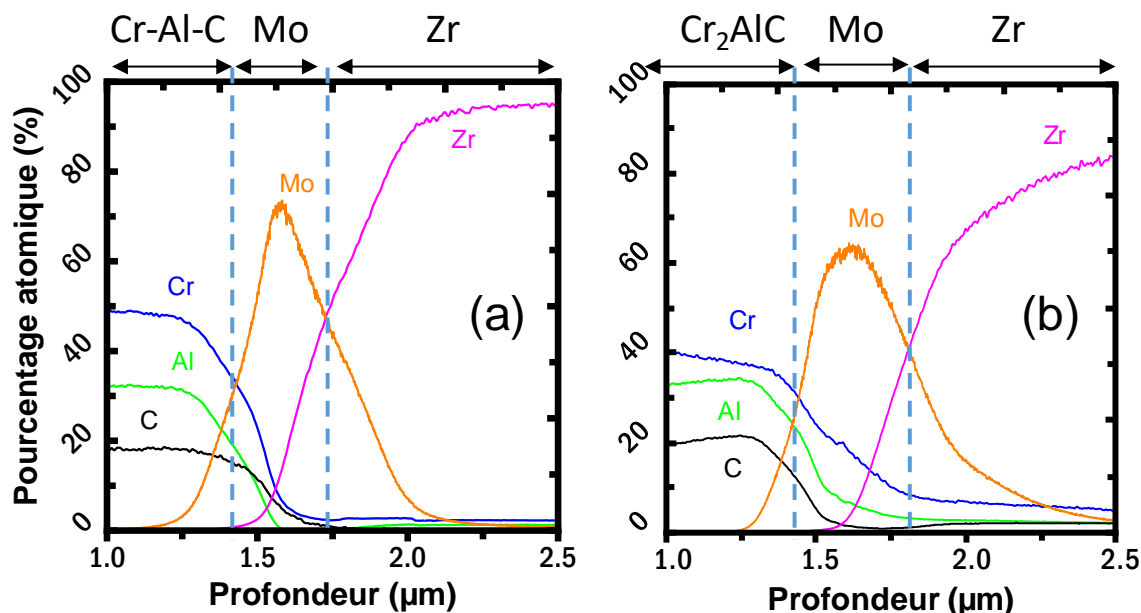 Cr-Al-C Mo Zr
Cr₂AlC Mo Zr
Pourcentage atomique (%)
100
80
60
40
20
0
Zr
Mo
Cr
Al
C
(a)
1.0 1.5 2.0 2.5
Profondeur (µm)
100
80
60
40
20
0
Zr
Mo
Cr
Al
C
(b)
1.0 1.5 2.0 2.5
Profondeur (µm)